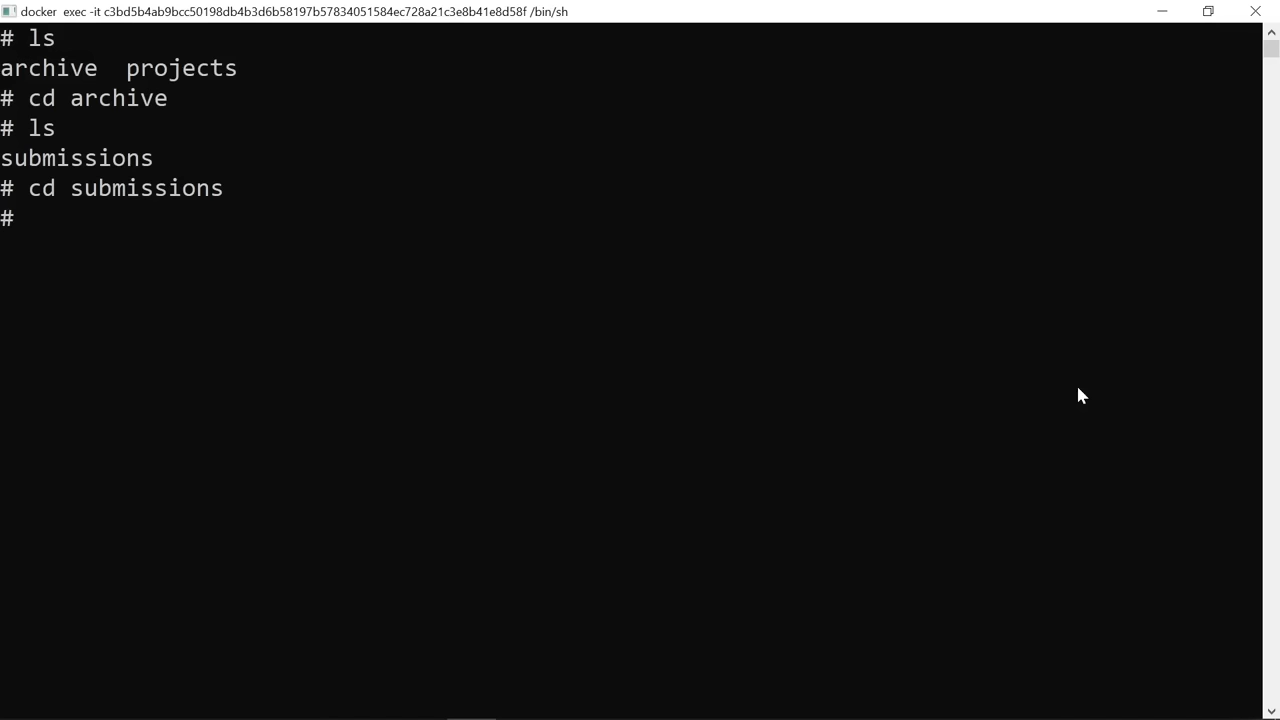 docker exec -it c3bd5b4ab9bcc50198db4b3d6b58197b57834051584ec728a21c3e8b41e8d58f /bin/sh
# ls
archive  projects
# cd archive
# ls
submissions
# cd submissions
#